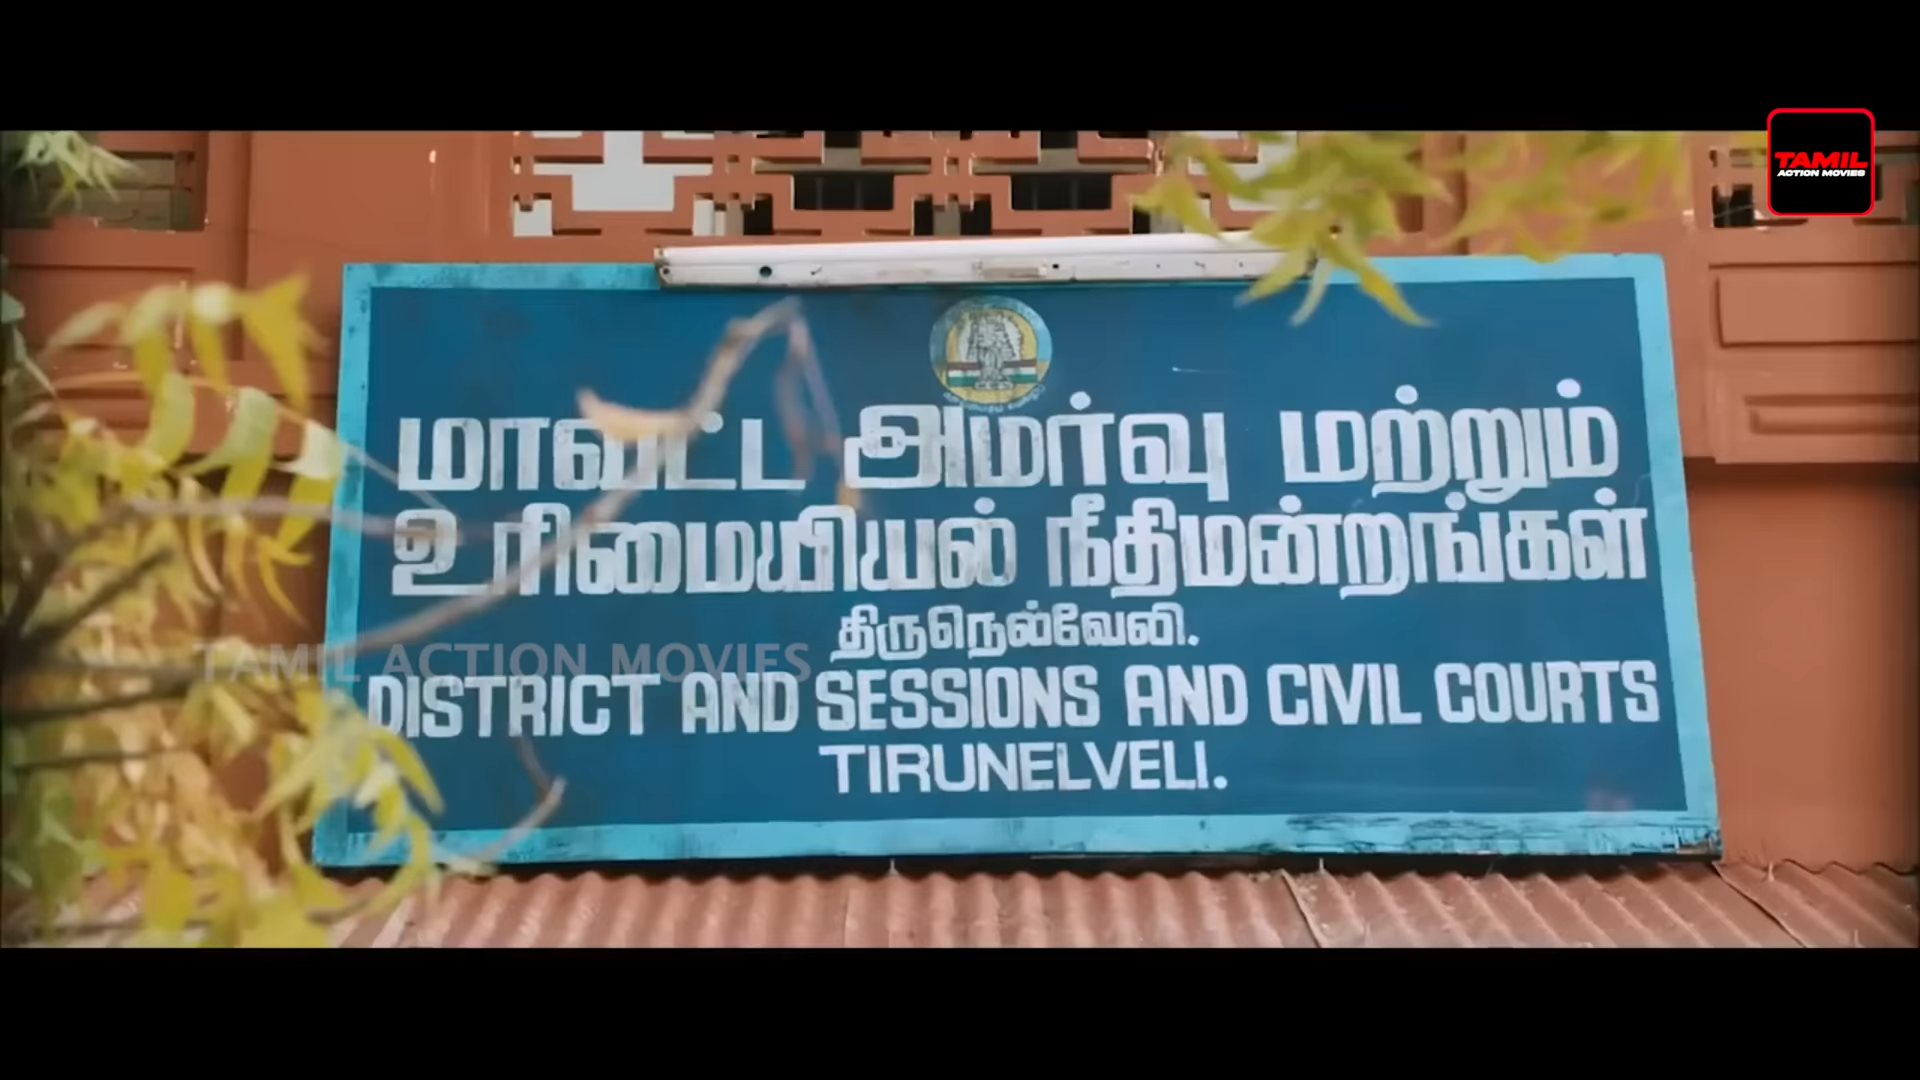 TAMIL
ACTION MOVIES
மாவட்ட அமர்வு மற்றும்
உரிமையியல் நீதிமன்றங்கள்
திருநெல்வேலி.
TAMIL ACTION MOVIES
DISTRICT AND SESSIONS AND CIVIL COURTS
TIRUNELVELI.